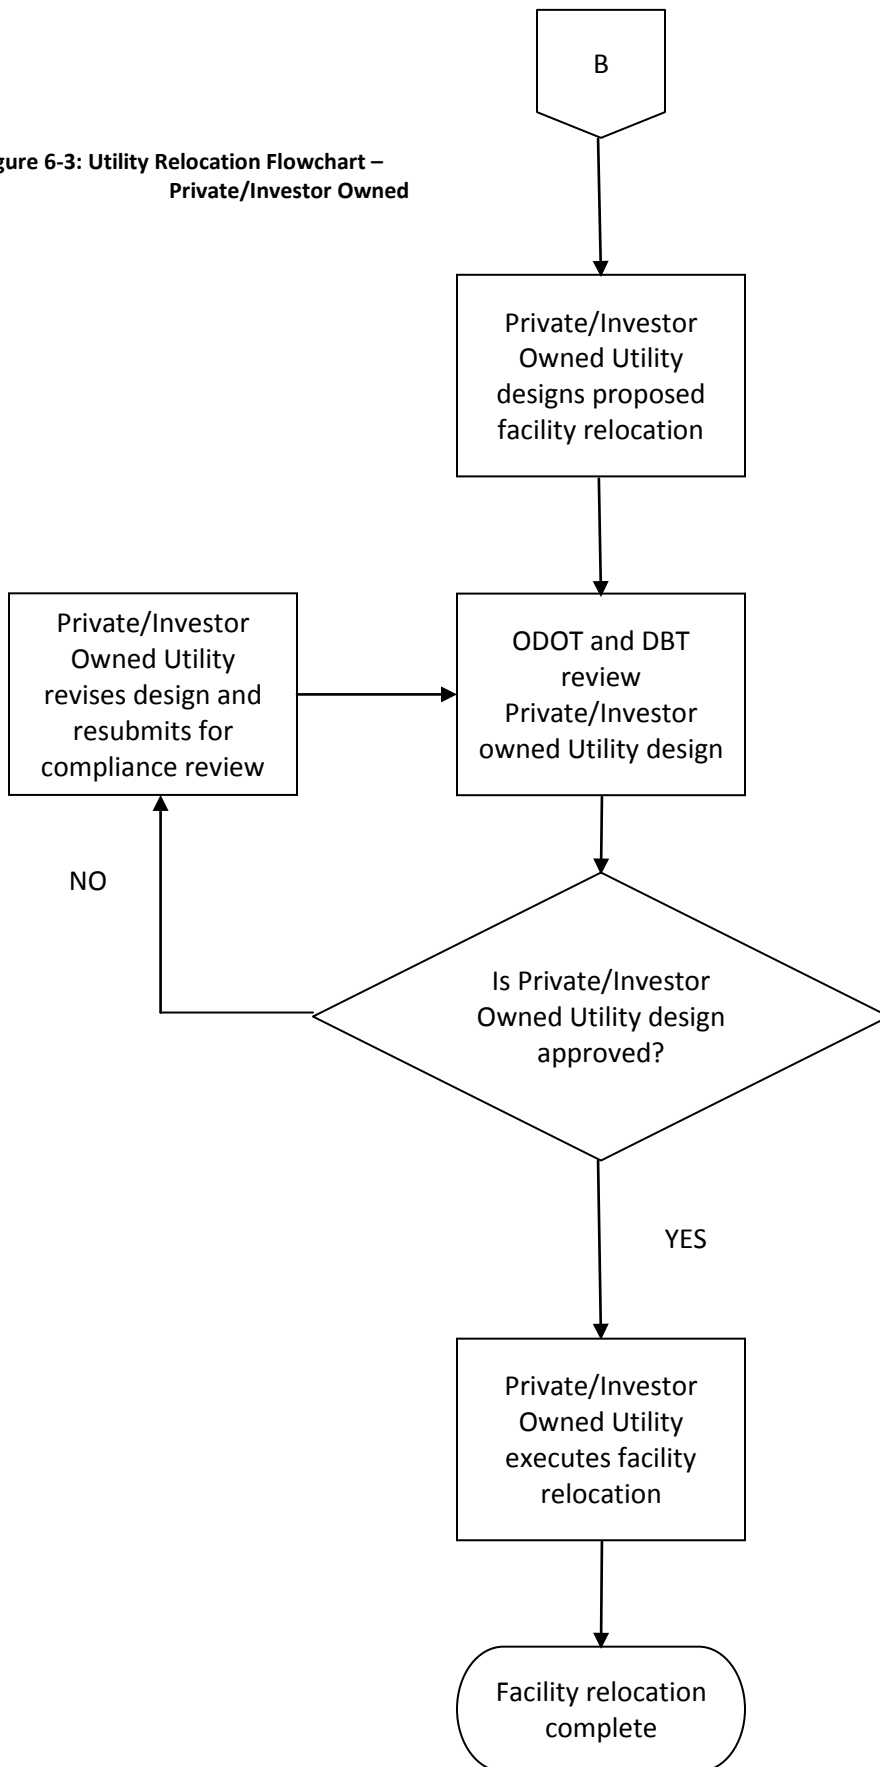 B
gure 6-3: Utility Relocation Flowchart –
Private/Investor Owned
Private/Investor
Owned Utility
designs proposed
facility relocation
Private/Investor
Owned Utility
revises design and
resubmits for
compliance review
ODOT and DBT
review
Private/Investor
owned Utility design
NO
Is Private/Investor
Owned Utility design
approved?
YES
Private/Investor
Owned Utility
executes facility
relocation
Facility relocation
complete